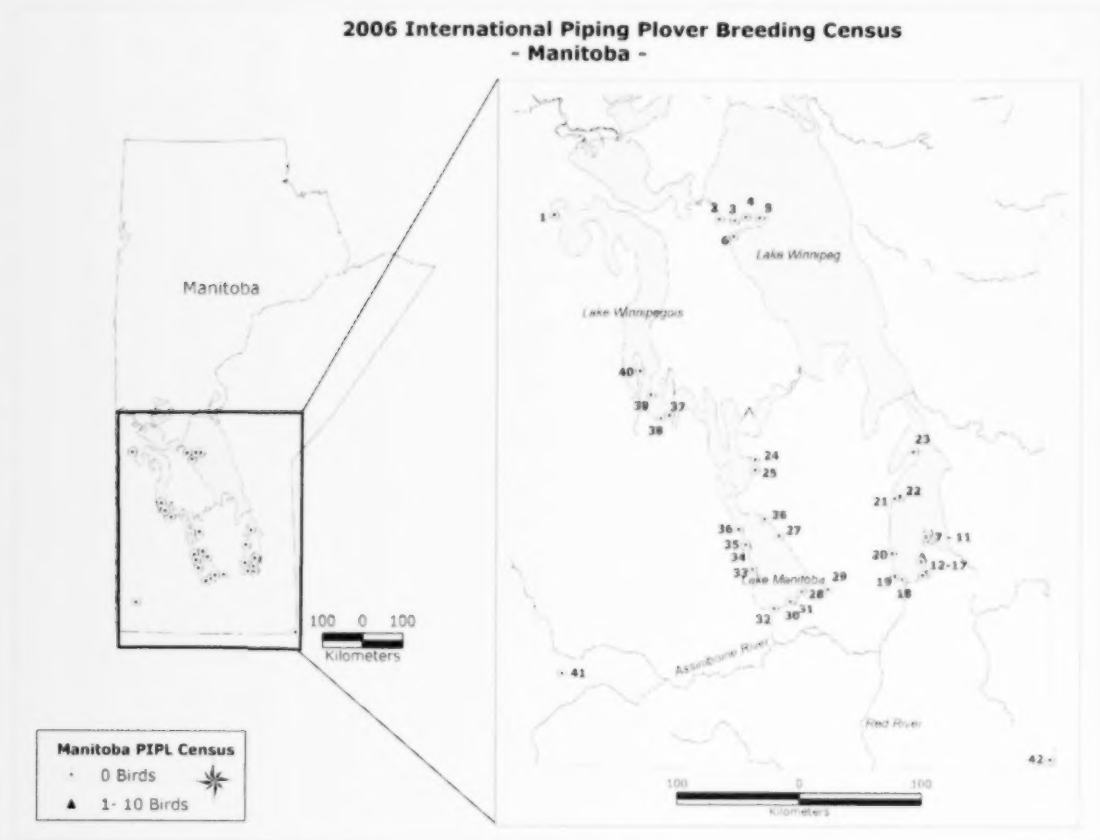 2006 International Piping Plover Breeding Census
- Manitoba -
Manitoba
1
2 3 4 5
6
Lake Winnipeg
Lake Winnipegois
40
39 37
38
24
25
23
22
21
36
27
36
35
34
33
7 - 11
20
12-17
19
18
Lake Manitoba
29
28
31
30
32
Assiniboine River
41
Red River
42
100 0 100
Kilometers
100 0 100
Kilometers
Manitoba PIPL Census
0 Birds
1- 10 Birds